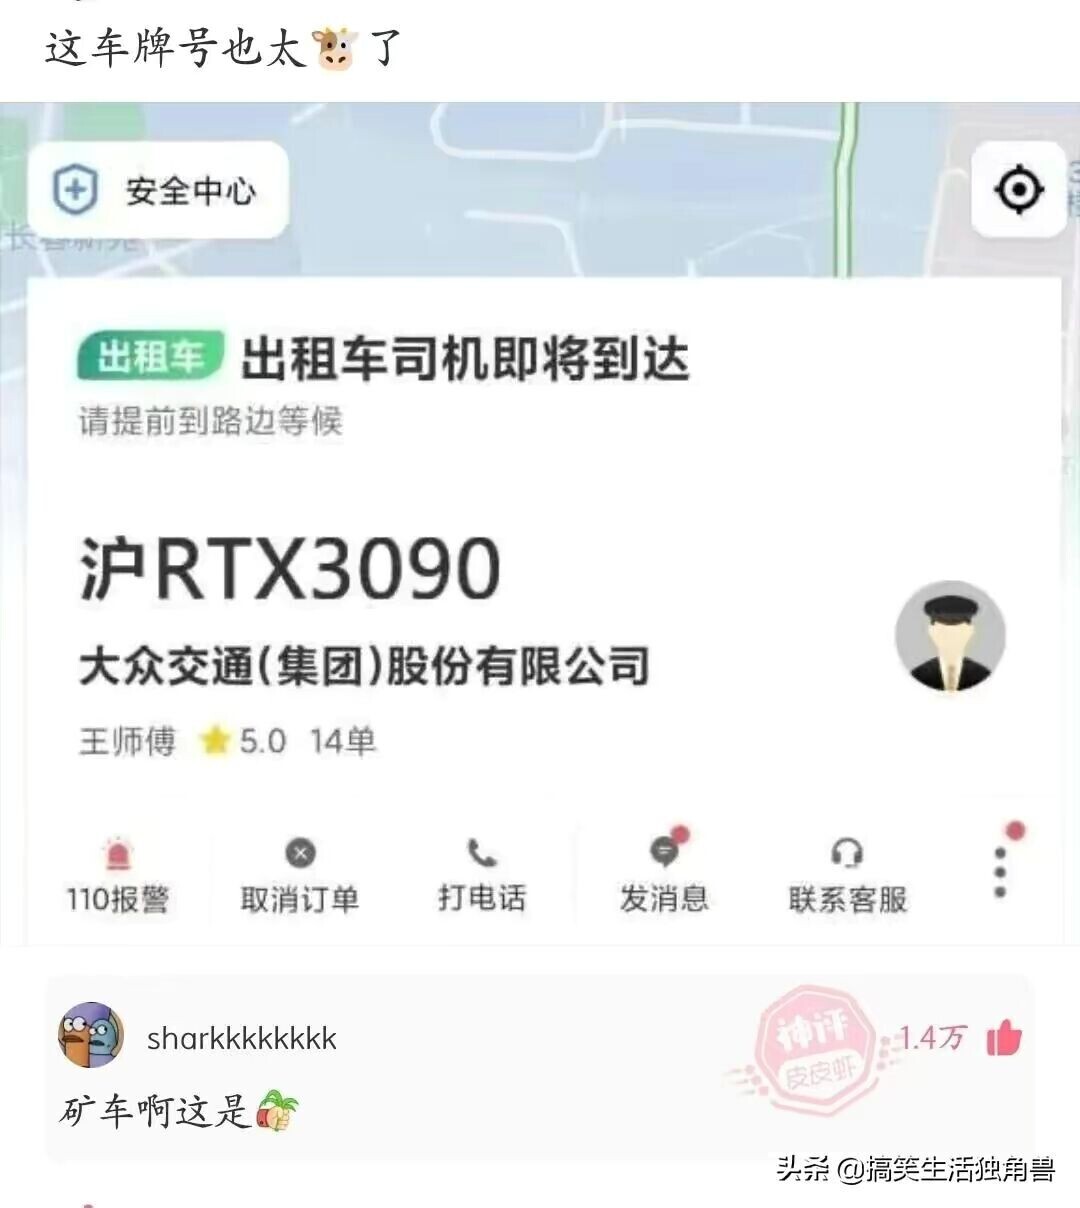 这车牌号也太🐮了
安全中心
出租车 出租车司机即将到达
请提前到路边等候
沪RTX3090
大众交通(集团)股份有限公司
王师傅 5.0 14单
110报警 取消订单 打电话 发消息 联系客服
sharkkkkkkkk
神评
皮皮虾
1.4万
矿车啊这是
头条 @搞笑生活独角兽